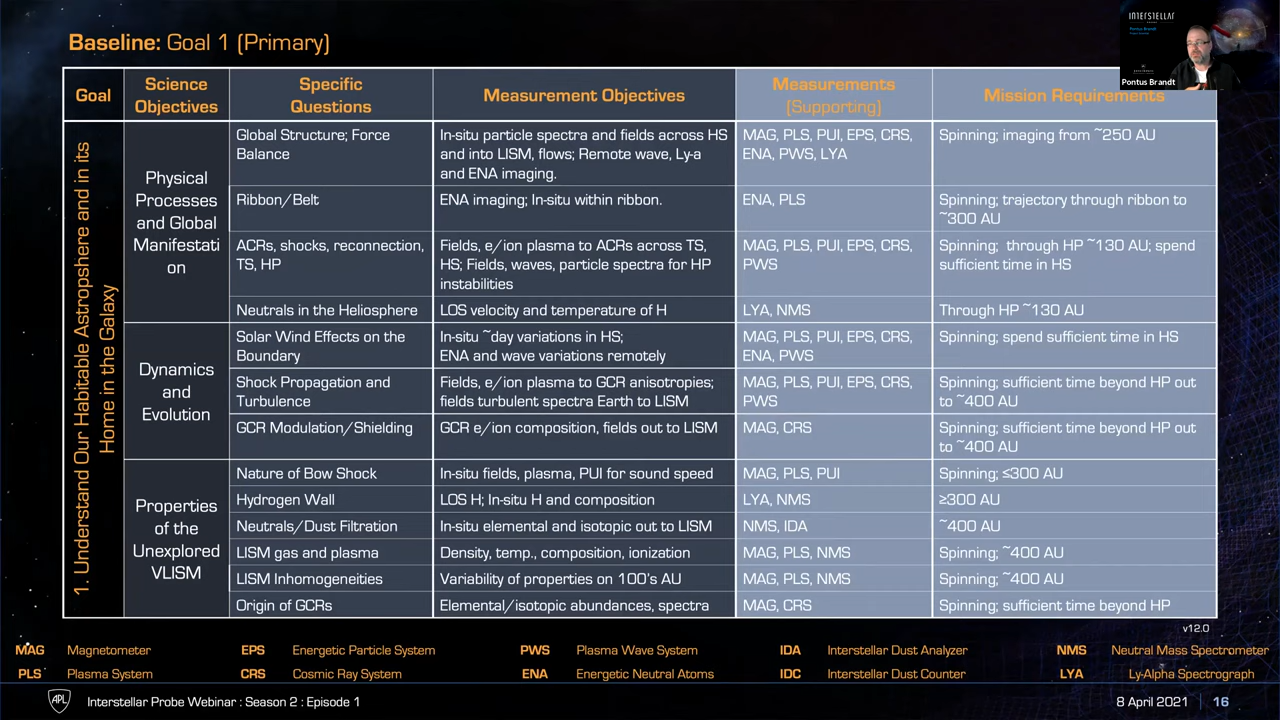 Baseline: Goal 1 (Primary)
INTERSTELLAR
Pontus Brandt
Pontus Brandt
Goal
Science
Objectives
Specific
Questions
Measurement Objectives
Measurements
[Supporting]
Mission Requirements
1. Understand Our Habitable Astrosphere and in its
Home in the Galaxy
Physical
Processes
and Global
Manifestati
on
Global Structure; Force
Balance
In-situ particle spectra and fields across HS
and into LISM, flows; Remote wave, Ly-a
and ENA imaging.
MAG, PLS, PUI, EPS, CRS,
ENA, PWS, LYA
Spinning; imaging from ~250 AU
Ribbon/Belt
ENA imaging; In-situ within ribbon.
ENA, PLS
Spinning; trajectory through ribbon to
~300 AU
ACRs, shocks, reconnection,
TS, HP
Fields, e/ion plasma to ACRs across TS,
HS; Fields, waves, particle spectra for HP
instabilities
MAG, PLS, PUI, EPS, CRS,
PWS
Spinning; through HP ~130 AU; spend
sufficient time in HS
Neutrals in the Heliosphere
LOS velocity and temperature of H
LYA, NMS
Through HP ~130 AU
Dynamics
and
Evolution
Solar Wind Effects on the
Boundary
In-situ ~day variations in HS;
ENA and wave variations remotely
MAG, PLS, PUI, EPS, CRS,
ENA, PWS
Spinning; spend sufficient time in HS
Shock Propagation and
Turbulence
Fields, e/ion plasma to GCR anisotropies;
fields turbulent spectra Earth to LISM
MAG, PLS, PUI, EPS, CRS,
PWS
Spinning; sufficient time beyond HP out
to ~400 AU
GCR Modulation/Shielding
GCR e/ion composition, fields out to LISM
MAG, CRS
Spinning; sufficient time beyond HP out
to ~400 AU
Properties
of the
Unexplored
VLISM
Nature of Bow Shock
In-situ fields, plasma, PUI for sound speed
MAG, PLS, PUI
Spinning; ≤300 AU
Hydrogen Wall
LOS H; In-situ H and composition
LYA, NMS
≥300 AU
Neutrals/Dust Filtration
In-situ elemental and isotopic out to LISM
NMS, IDA
~400 AU
LISM gas and plasma
Density, temp., composition, ionization
MAG, PLS, NMS
Spinning; ~400 AU
LISM Inhomogeneities
Variability of properties on 100's AU
MAG, PLS, NMS
Spinning; ~400 AU
Origin of GCRs
Elemental/isotopic abundances, spectra
MAG, CRS
Spinning; sufficient time beyond HP
v12.0
MAG Magnetometer EPS Energetic Particle System PWS Plasma Wave System IDA Interstellar Dust Analyzer NMS Neutral Mass Spectrometer
PLS Plasma System CRS Cosmic Ray System ENA Energetic Neutral Atoms IDC Interstellar Dust Counter LYA Ly-Alpha Spectrograph
APL Interstellar Probe Webinar : Season 2 : Episode 1 8 April 2021 16